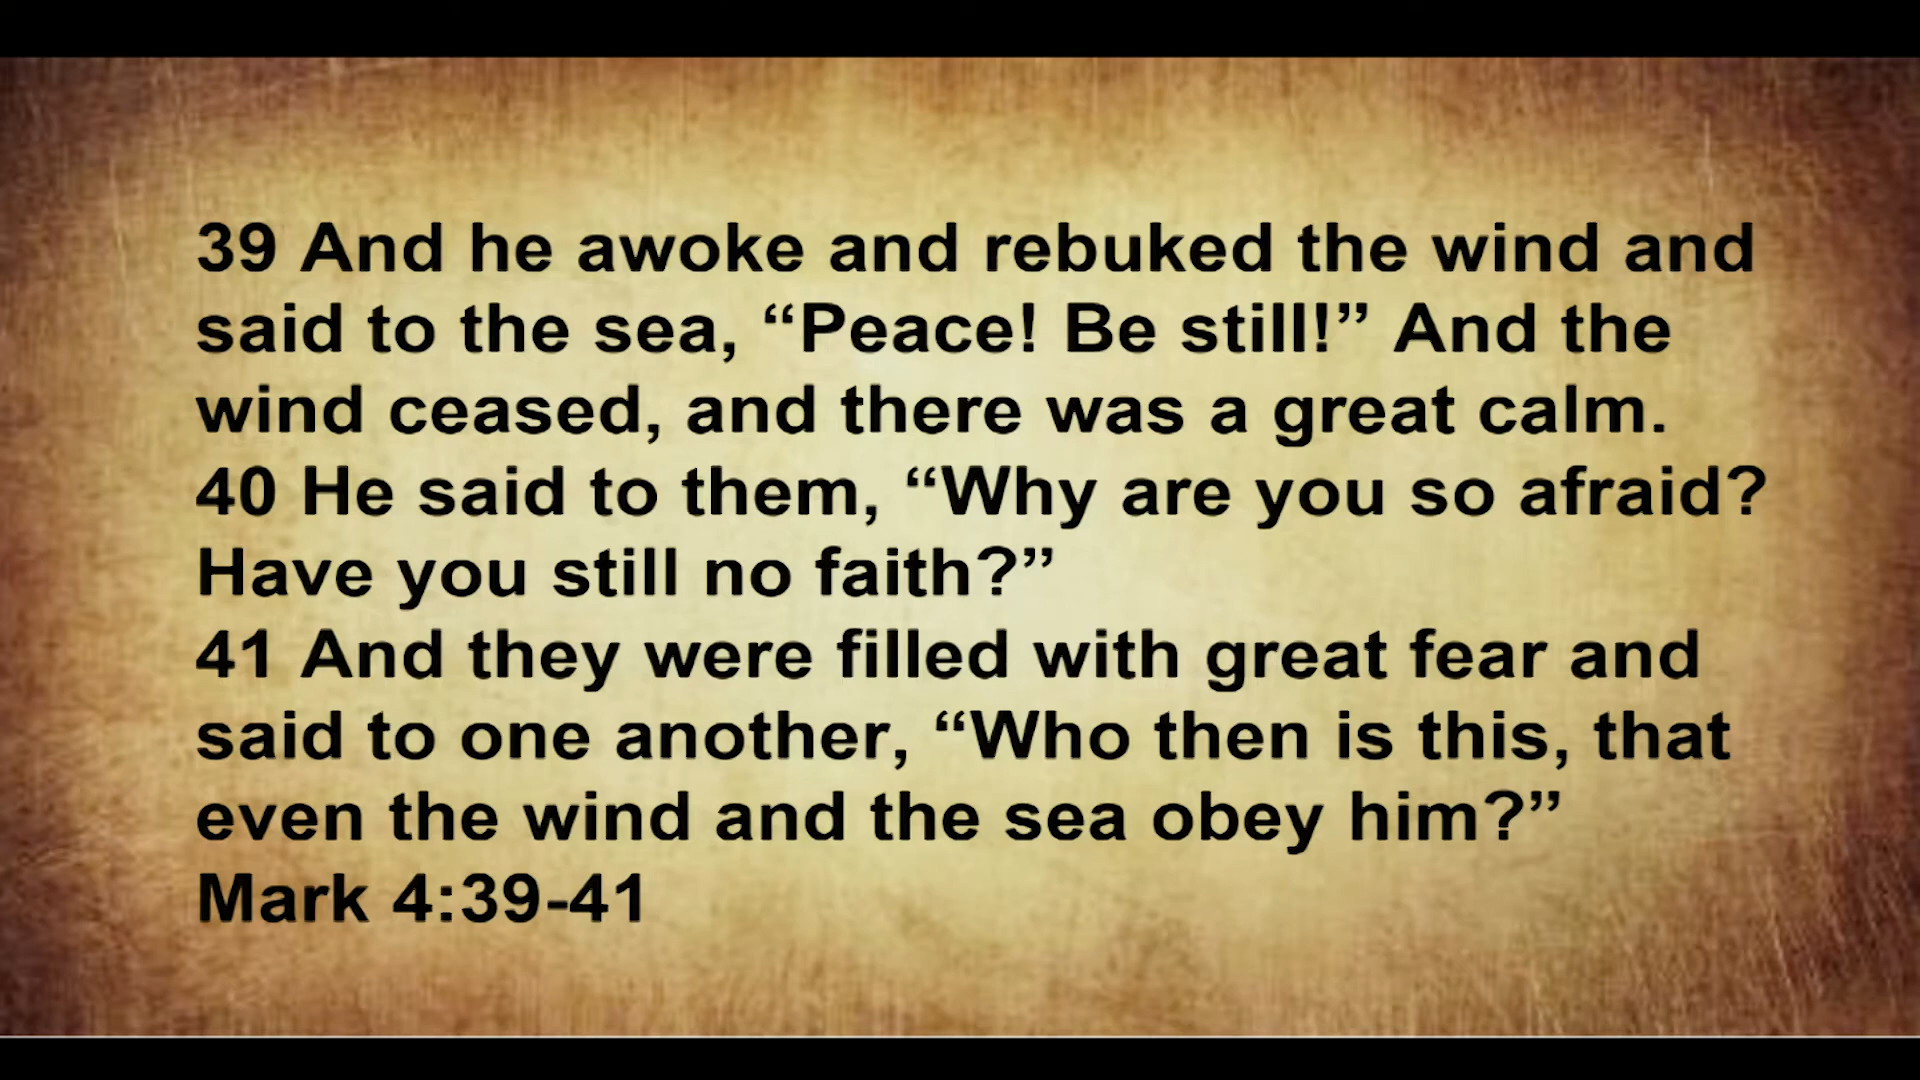 39 And he awoke and rebuked the wind and
said to the sea, “Peace! Be still!” And the
wind ceased, and there was a great calm.
40 He said to them, “Why are you so afraid?
Have you still no faith?”
41 And they were filled with great fear and
said to one another, “Who then is this, that
even the wind and the sea obey him?”
Mark 4:39-41